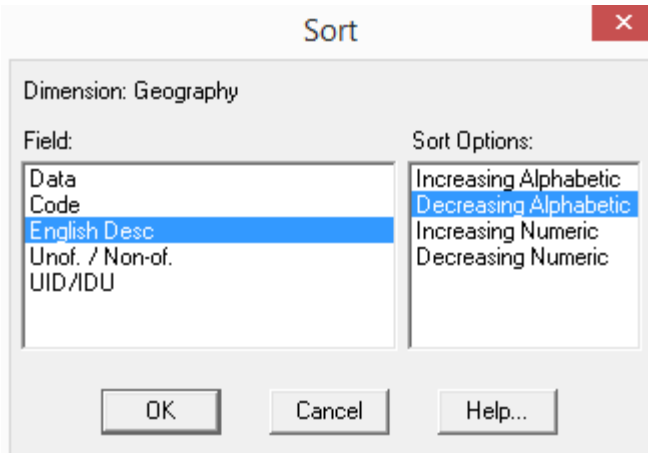 Sort
Dimension: Geography
Field:
Data
Code
English Desc
Unof. / Non-of.
UID/IDU
Sort Options:
Increasing Alphabetic
Decreasing Alphabetic
Increasing Numeric
Decreasing Numeric
OK
Cancel
Help...